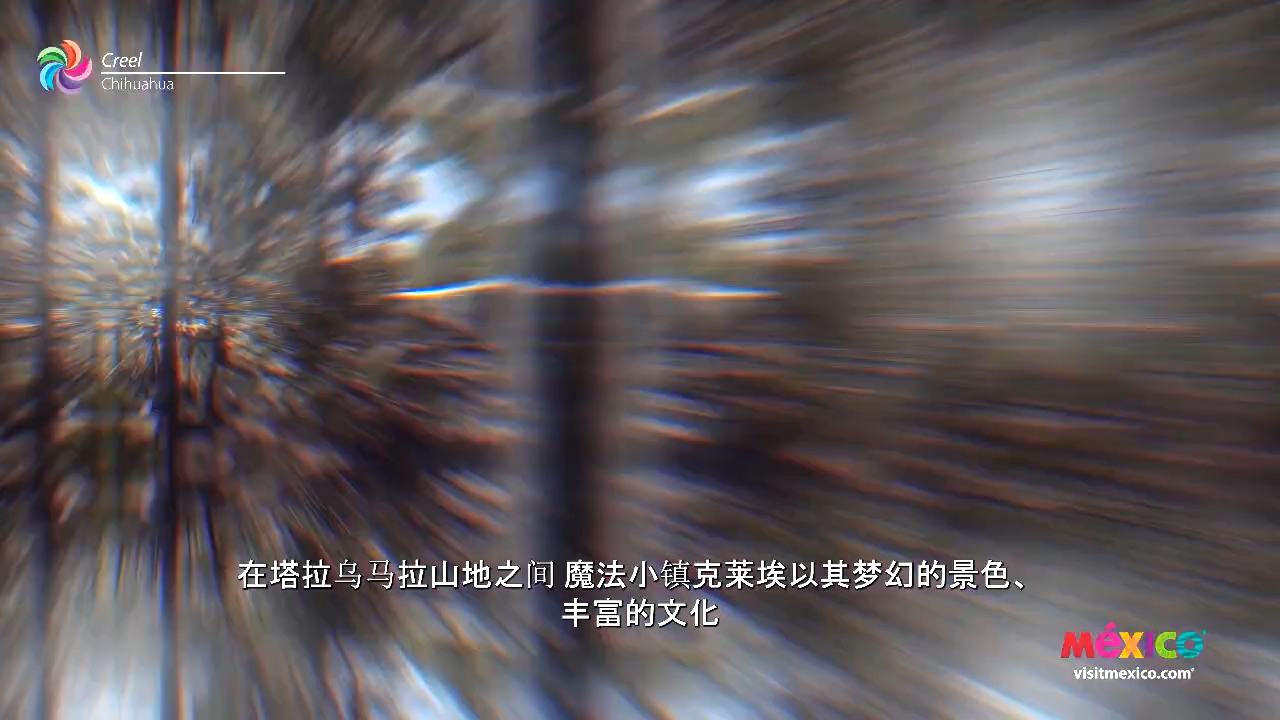 Creel
Chihuahua
在塔拉乌马拉山地之间 魔法小镇克莱埃以其梦幻的景色、
丰富的文化
MéXICO
visitmexico.com